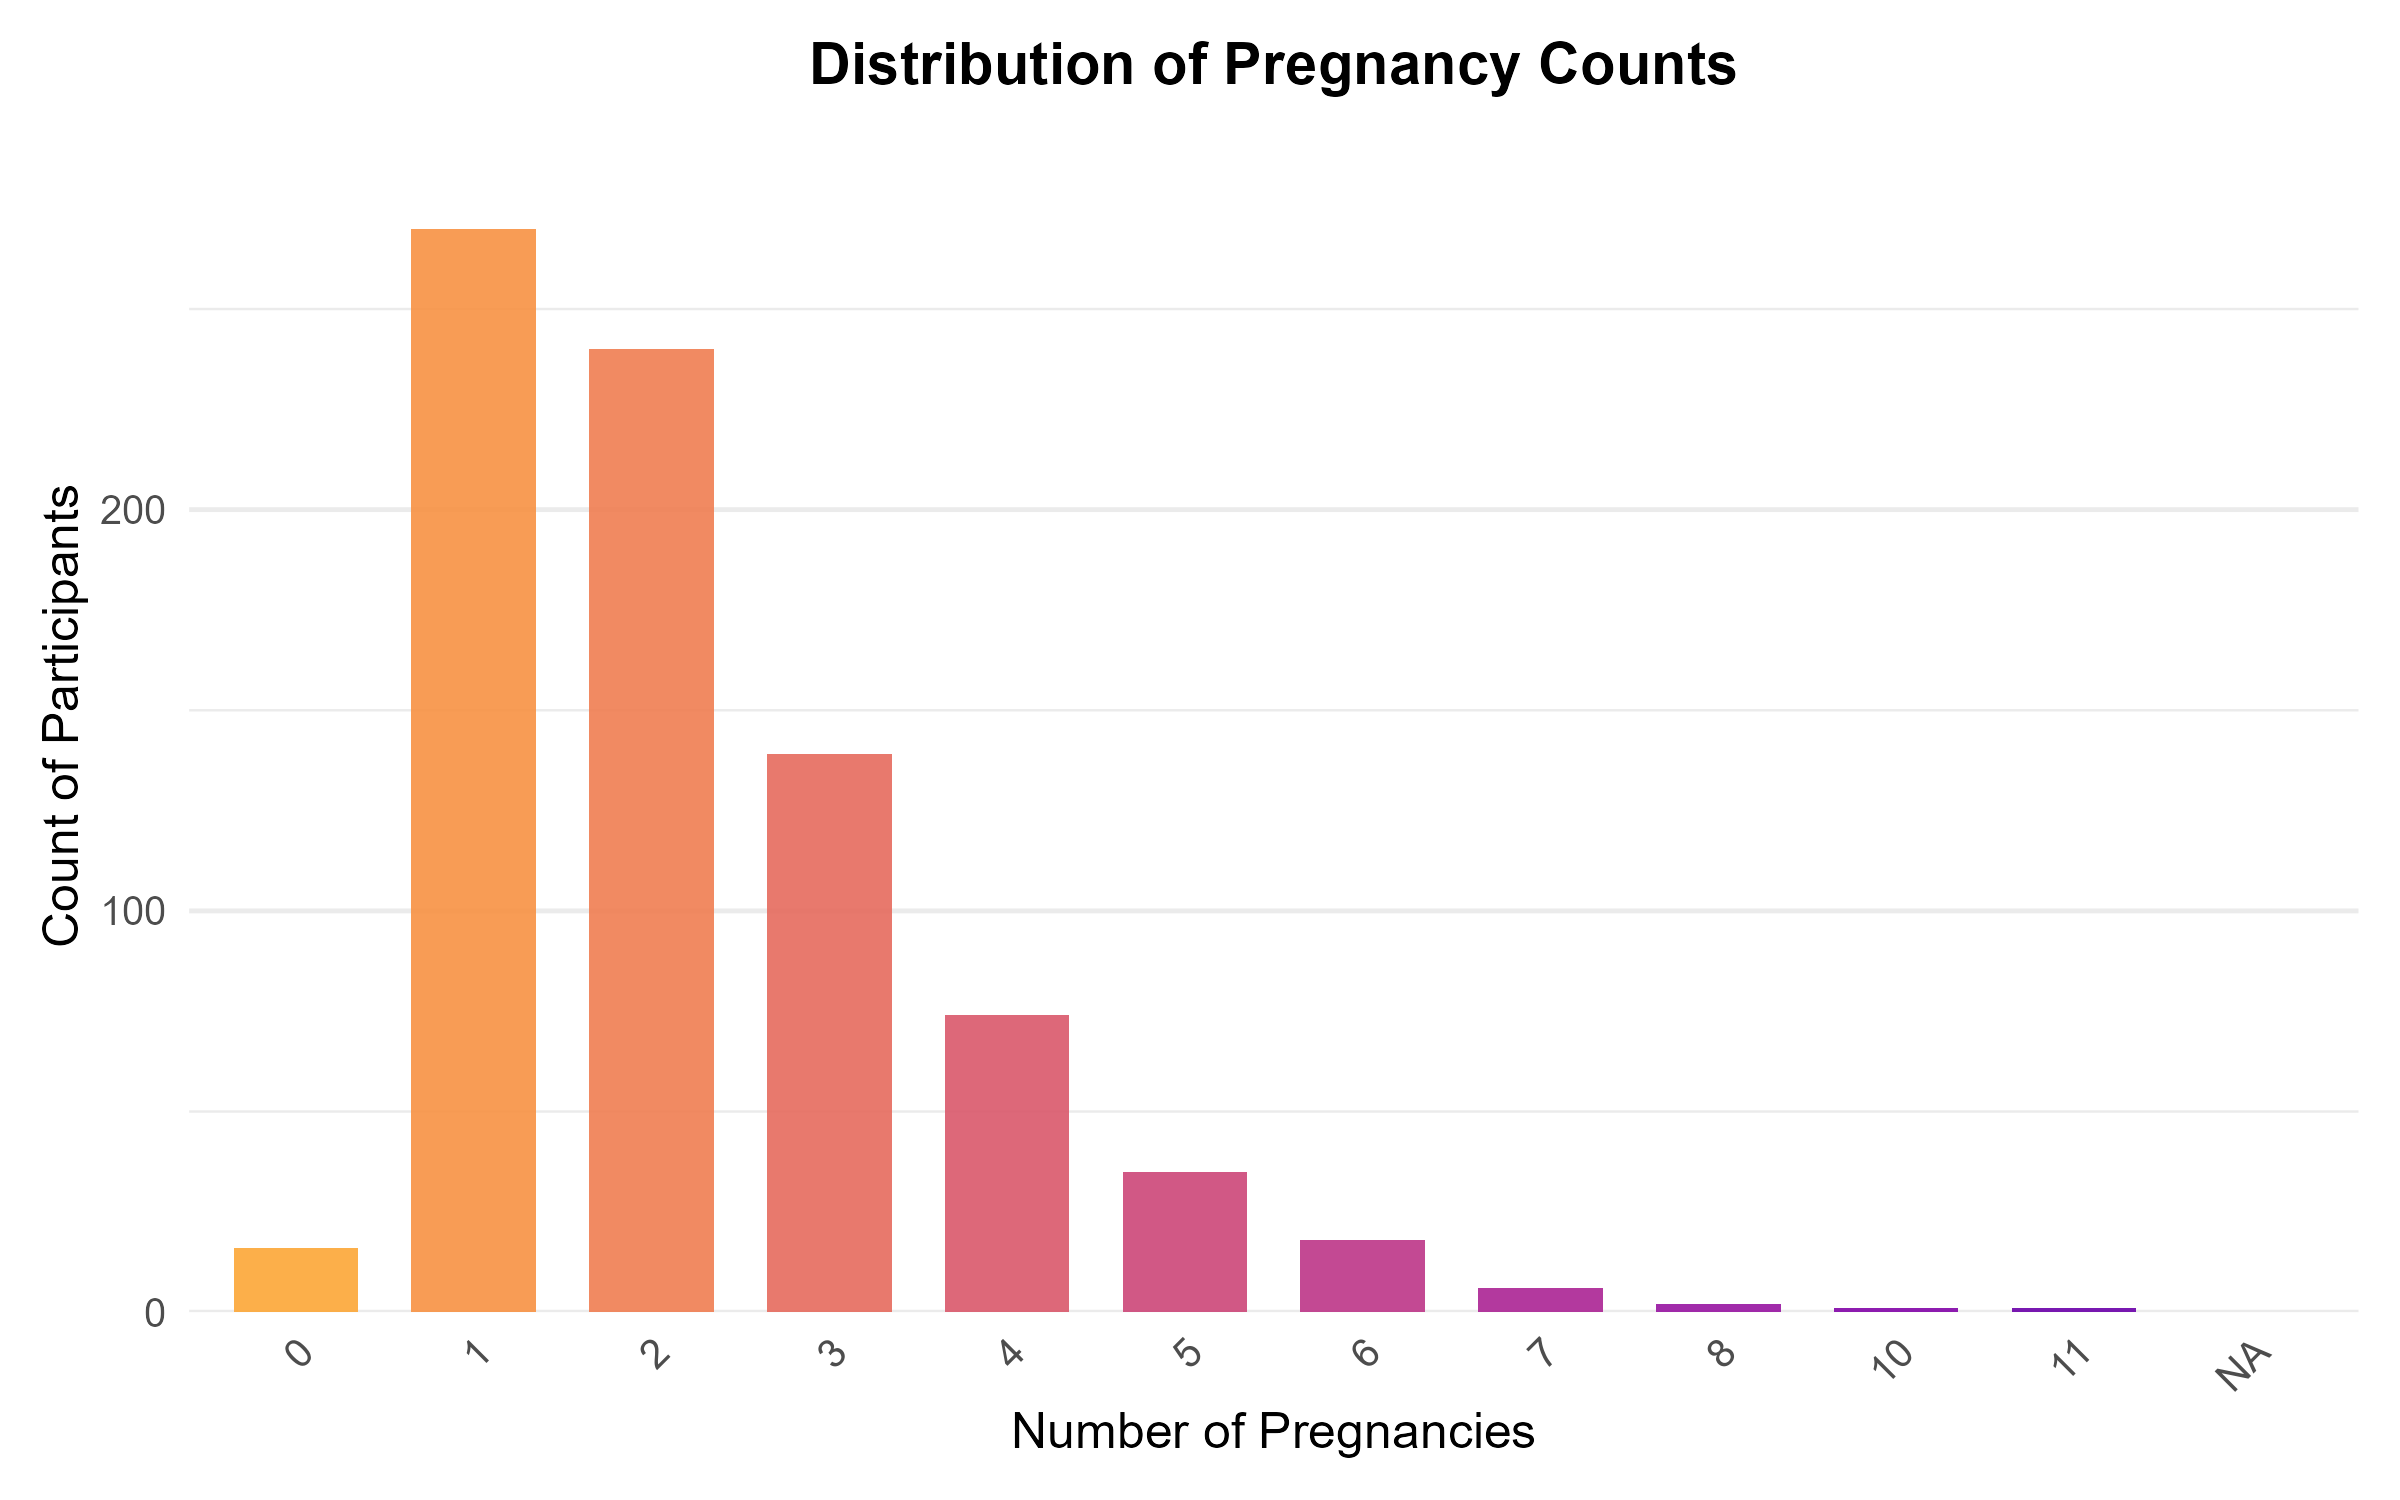 Distribution of Pregnancy Counts
Count of Participants
200
100
0
0 1 2 3 4 5 6 7 8 10 11 NA
Number of Pregnancies